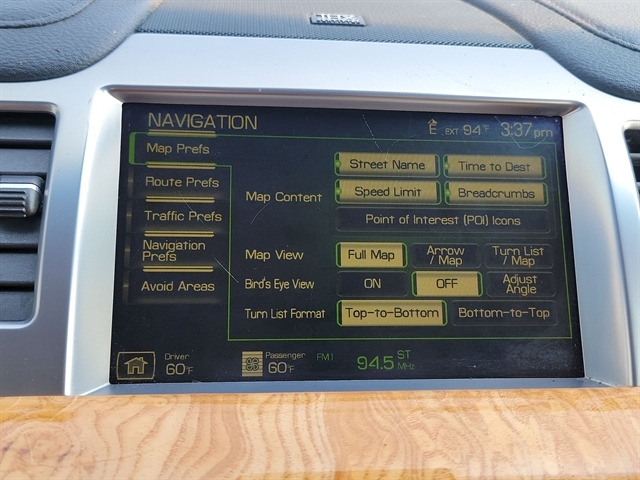 THX
NAVIGATION
E EXT 94°F 3:37pm
Map Prefs
Route Prefs
Traffic Prefs
Navigation
Prefs
Avoid Areas
Map Content
Street Name Time to Dest
Speed Limit Breadcrumbs
Point of Interest (POI) Icons
Map View Full Map Arrow / Map Turn List / Map
Bird's Eye View ON OFF Adjust Angle
Turn List Format Top-to-Bottom Bottom-to-Top
Driver
60°F
Passenger
60°F
FM1 94.5 ST
MHz